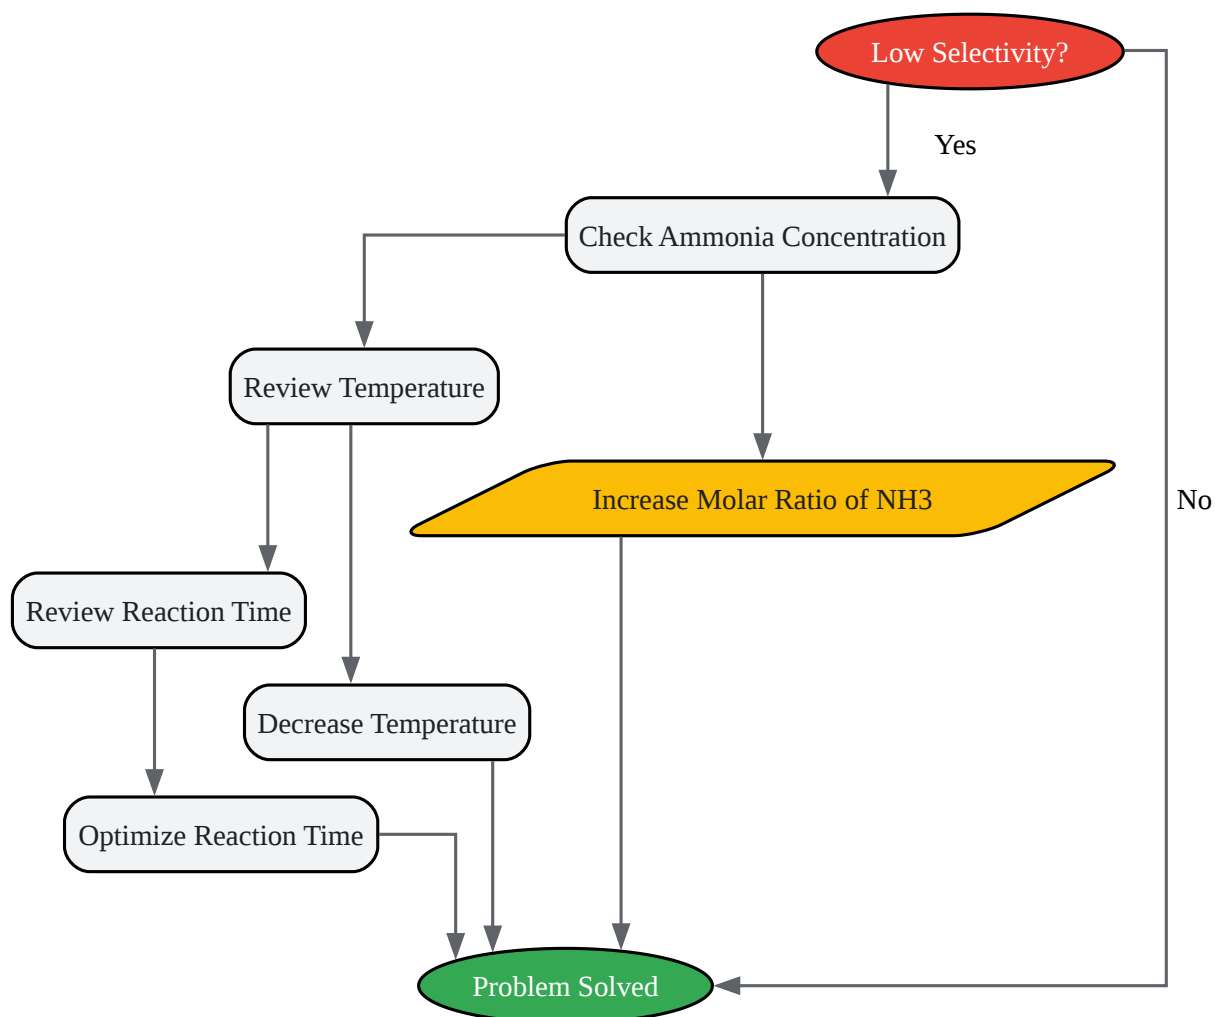 Low Selectivity?
Yes
Check Ammonia Concentration
Review Temperature
Increase Molar Ratio of NH3
No
Review Reaction Time
Decrease Temperature
Optimize Reaction Time
Problem Solved